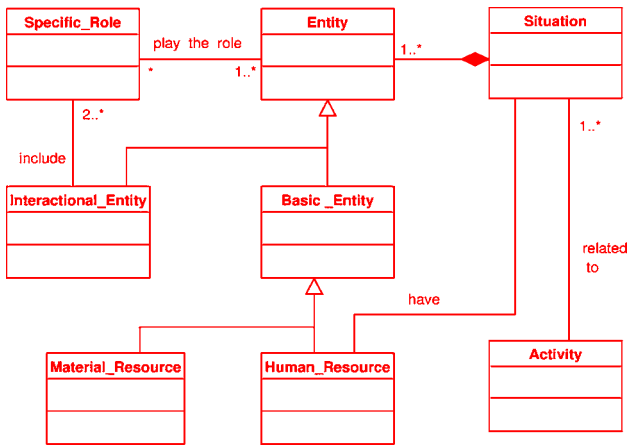 Specific_Role
Entity
Situation
play the role
*
1..*
1..*
2..*
1..*
include
Interactional_Entity
Basic _Entity
related
to
have
Material_Resource
Human_Resource
Activity